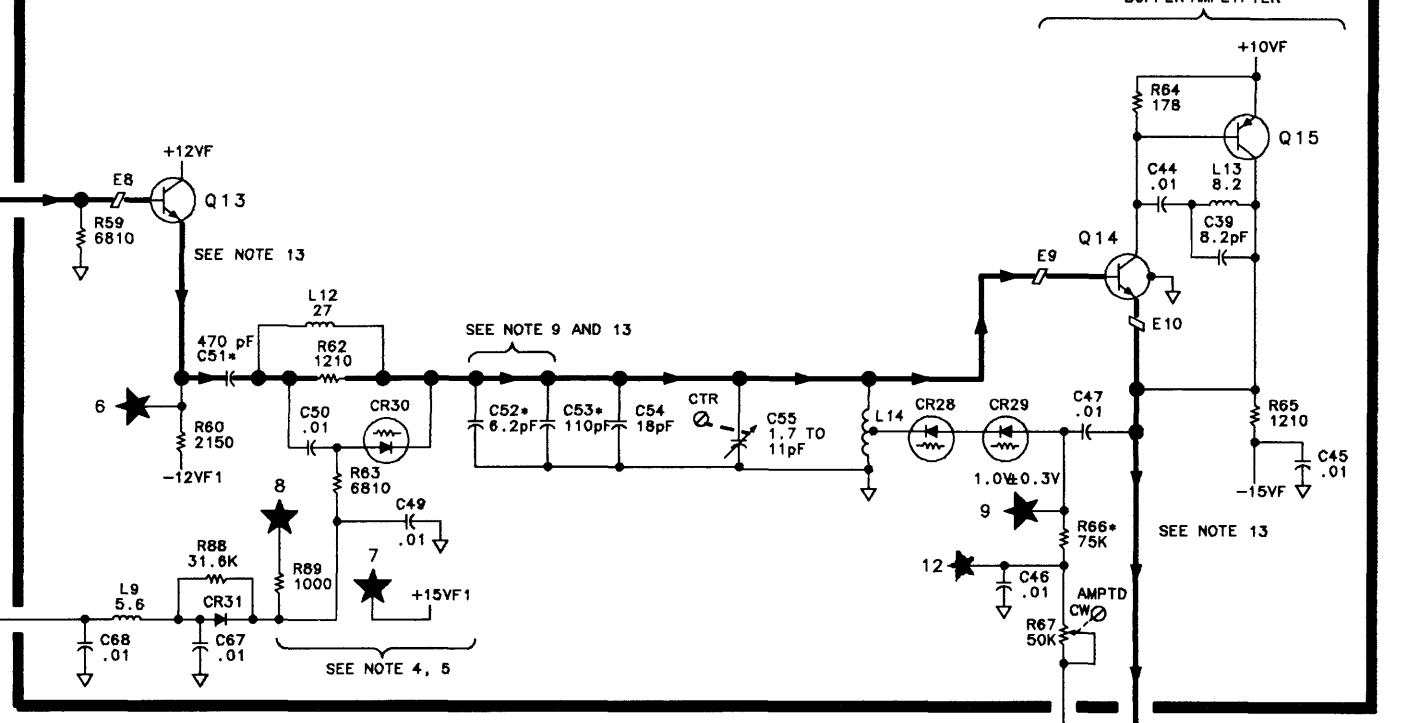 BUFFER AMPLIFIER
+10VF
R64
178
Q15
C44
.01
L13
8.2
C39
8.2pF
+12VF
E8
Q13
R59
6810
SEE NOTE 13
Q14
E9
E10
L12
27
470 pF
C51*
R62
1210
SEE NOTE 9 AND 13
6
R60
2150
-12VF1
C50
.01
CR30
C52*
6.2pF
C53*
110pF
C54
18pF
CTR
C55
1.7 TO
11pF
L14
CR28
CR29
C47
.01
R65
1210
C45
.01
-15VF
R63
6810
C49
.01
8
7
1.0V±0.3V
9
R66*
75K
SEE NOTE 13
12
C46
.01
AMPTD
CW
R67
50K
R88
31.6K
R89
1000
L9
5.6
CR31
+15VF1
C68
.01
C67
.01
SEE NOTE 4, 5